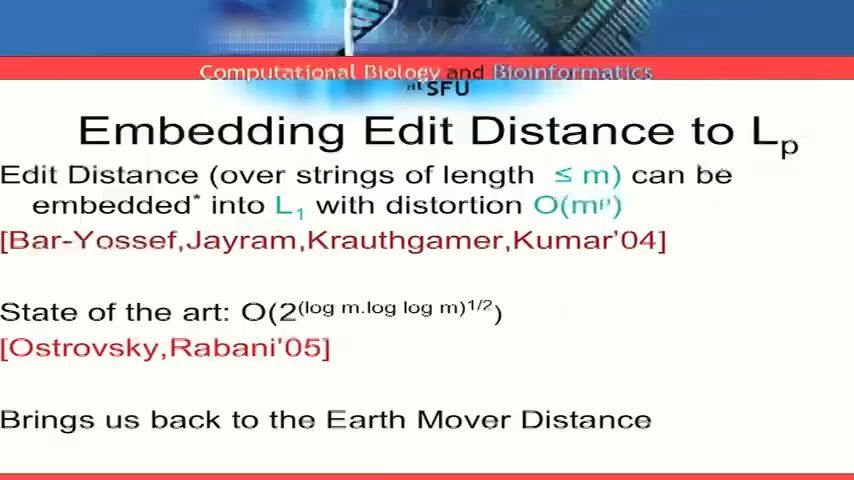 Computational Biology and Bioinformatics
at SFU
Embedding Edit Distance to Lp
Edit Distance (over strings of length ≤ m) can be
embedded* into L1 with distortion O(mᵖ)
[Bar-Yossef,Jayram,Krauthgamer,Kumar'04]
State of the art: O(2^(log m.log log m)^1/2)
[Ostrovsky,Rabani'05]
Brings us back to the Earth Mover Distance